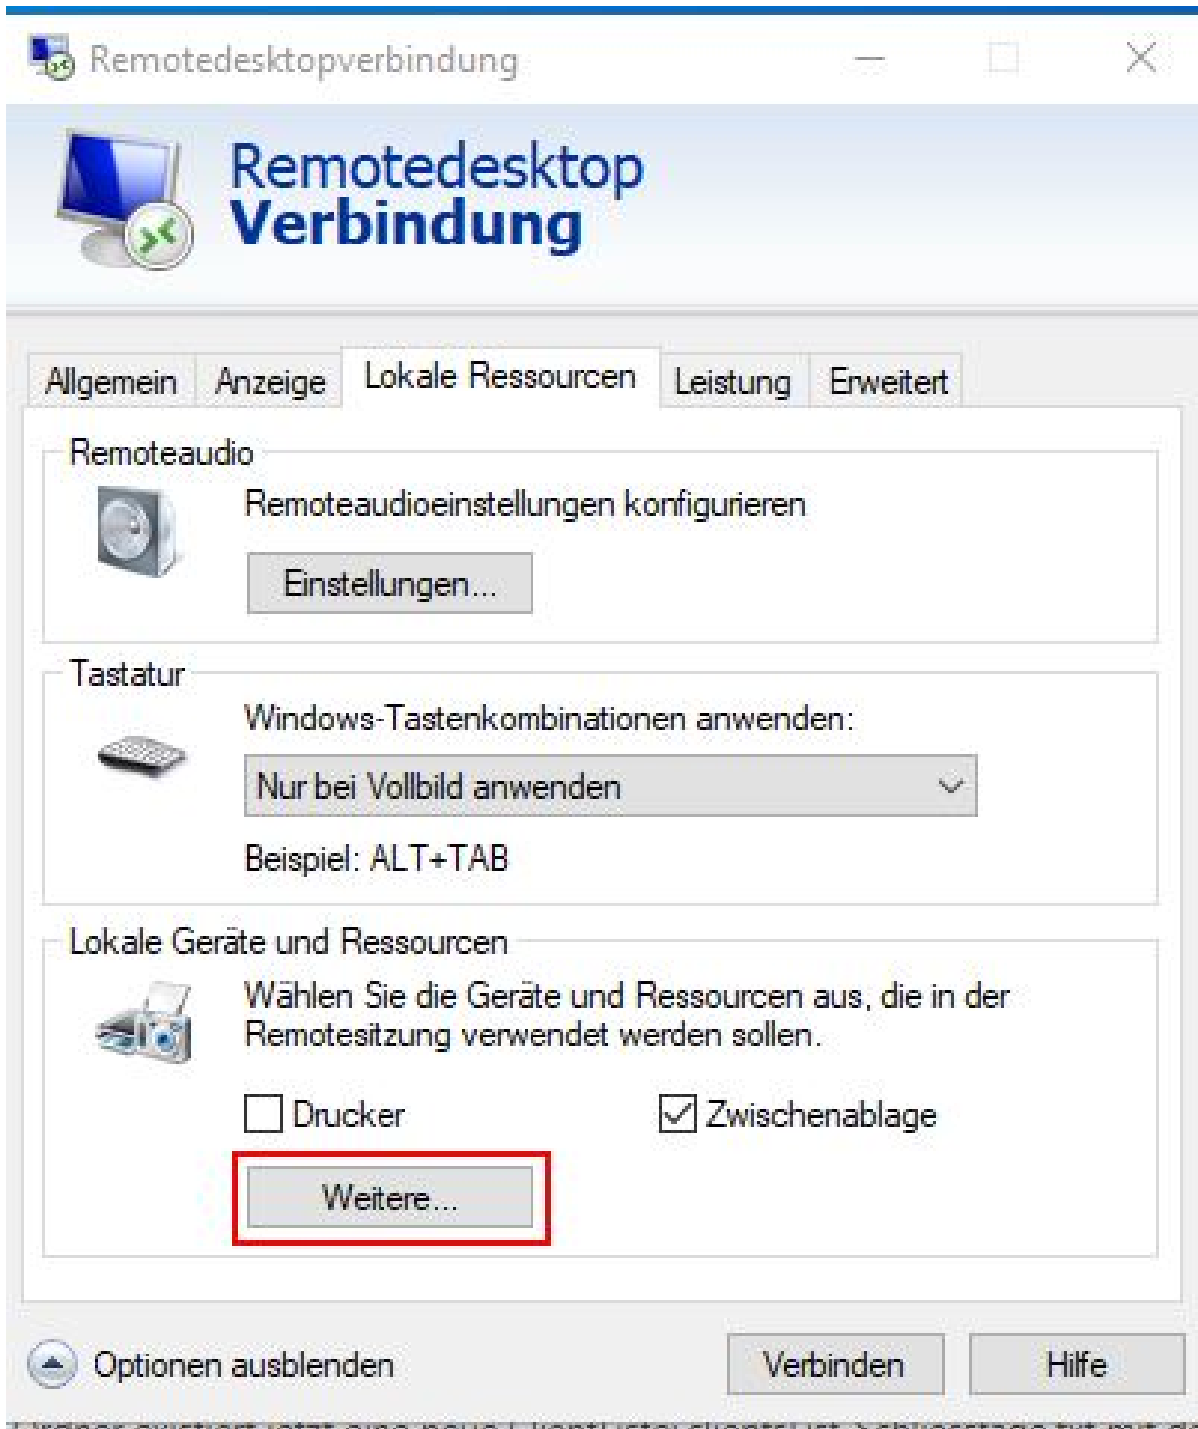 Remotedesktopverbindung
Remotedesktop
Verbindung
Allgemein Anzeige Lokale Ressourcen Leistung Erweitert
Remoteaudio
Remoteaudioeinstellungen konfigurieren
Einstellungen...
Tastatur
Windows-Tastenkombinationen anwenden:
Nur bei Vollbild anwenden
Beispiel: ALT+TAB
Lokale Geräte und Ressourcen
Wählen Sie die Geräte und Ressourcen aus, die in der
Remotesitzung verwendet werden sollen.
Drucker Zwischenablage
Weitere...
Optionen ausblenden Verbinden Hilfe